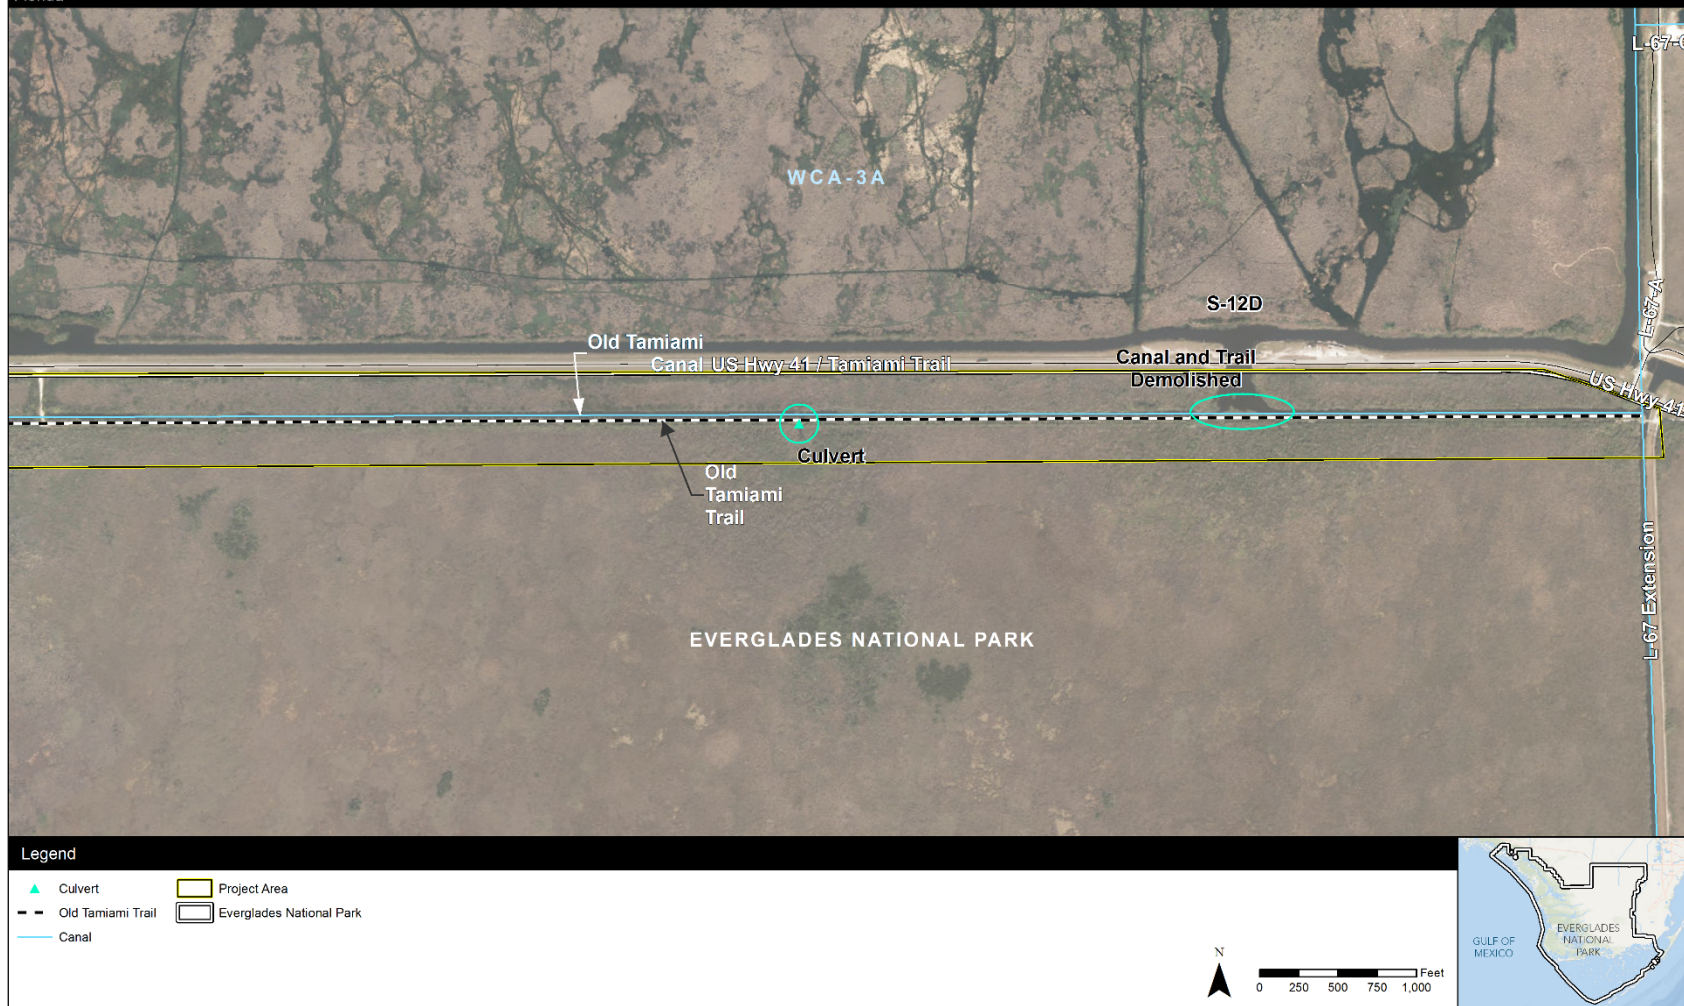 L-67-C
WCA-3A
S-12D
L-67-A
Old Tamiami
Canal
US Hwy 41 / Tamiami Trail
Canal and Trail
Demolished
US Hwy 41
Culvert
Old
Tamiami
Trail
L-67 Extension
EVERGLADES NATIONAL PARK
Legend
Culvert
Project Area
Old Tamiami Trail
Everglades National Park
Canal
N
Feet
0 250 500 750 1,000
GULF OF
MEXICO
EVERGLADES
NATIONAL
PARK